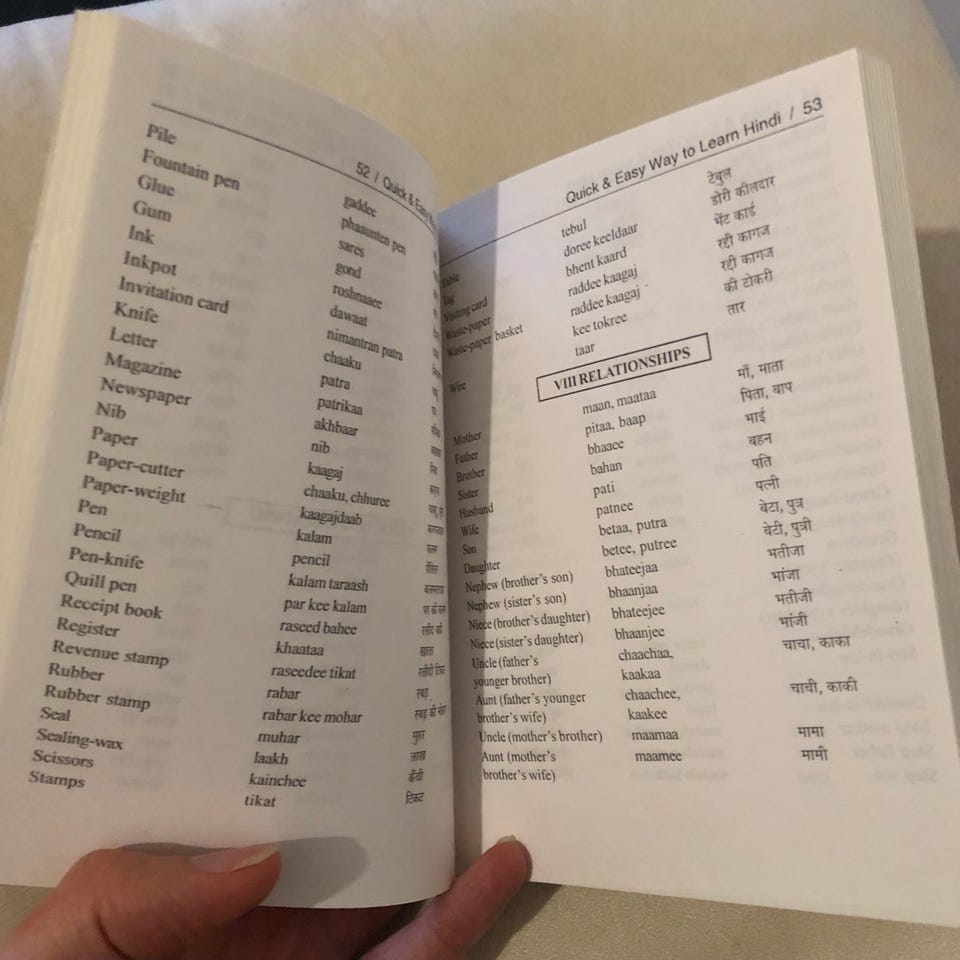 52 / Quick & Easy
Pile gaddee
Fountain pen phaaunten pen
Glue sares
Gum gond
Ink roshnaaee
Inkpot dawaat
Invitation card nimantran patra
Knife chaaku
Letter patra
Magazine patrikaa
Newspaper akhbaar
Nib nib
Paper kaagaj
Paper-cutter chaaku, chhuree
Paper-weight kaagajdaab
Pen kalam
Pencil pencil
Pen-knife kalam taraash
Quill pen par kee kalam
Receipt book raseed bahee
Register khaataa खाता
Revenue stamp raseedee tikat
Rubber rabar रबड़
Rubber stamp rabar kee mohar रबड़ की मोहर
Seal muhar मुहर
Sealing-wax laakh लाख
Scissors kainchee कैंची
Stamps tikat टिकट
Quick & Easy Way to Learn Hindi / 53
tebul टेबुल
Tag doree keeldaar डोरी कीलदार
Visiting card bhent kaard भेंट कार्ड
Waste-paper raddee kaagaj रद्दी कागज
Waste-paper basket raddee kaagaj रद्दी कागज
kee tokree की टोकरी
Wire taar तार
VIII RELATIONSHIPS
Mother maan, maataa माँ, माता
Father pitaa, baap पिता, बाप
Brother bhaaee भाई
Sister bahan बहन
Husband pati पति
Wife patnee पत्नी
Son betaa, putra बेटा, पुत्र
Daughter betee, putree बेटी, पुत्री
Nephew (brother's son) bhateejaa भतीजा
Nephew (sister's son) bhaanjaa भांजा
Niece (brother's daughter) bhateejee भतीजी
Niece (sister's daughter) bhaanjee भांजी
Uncle (father's chaachaa, चाचा, काका
younger brother) kaakaa
Aunt (father's younger chaachee, चाची, काकी
brother's wife) kaakee
Uncle (mother's brother) maamaa मामा
Aunt (mother's maamee मामी
brother's wife)